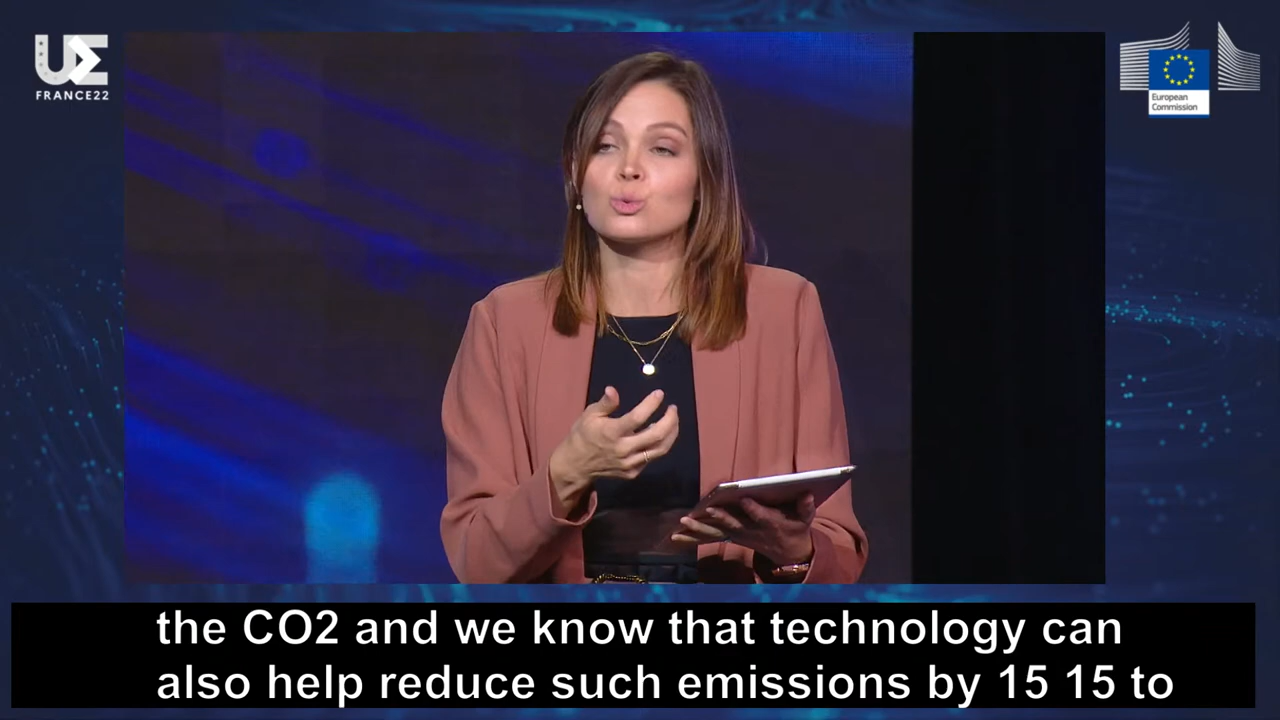 UE
FRANCE22
European
Commission
the CO2 and we know that technology can
also help reduce such emissions by 15 15 to